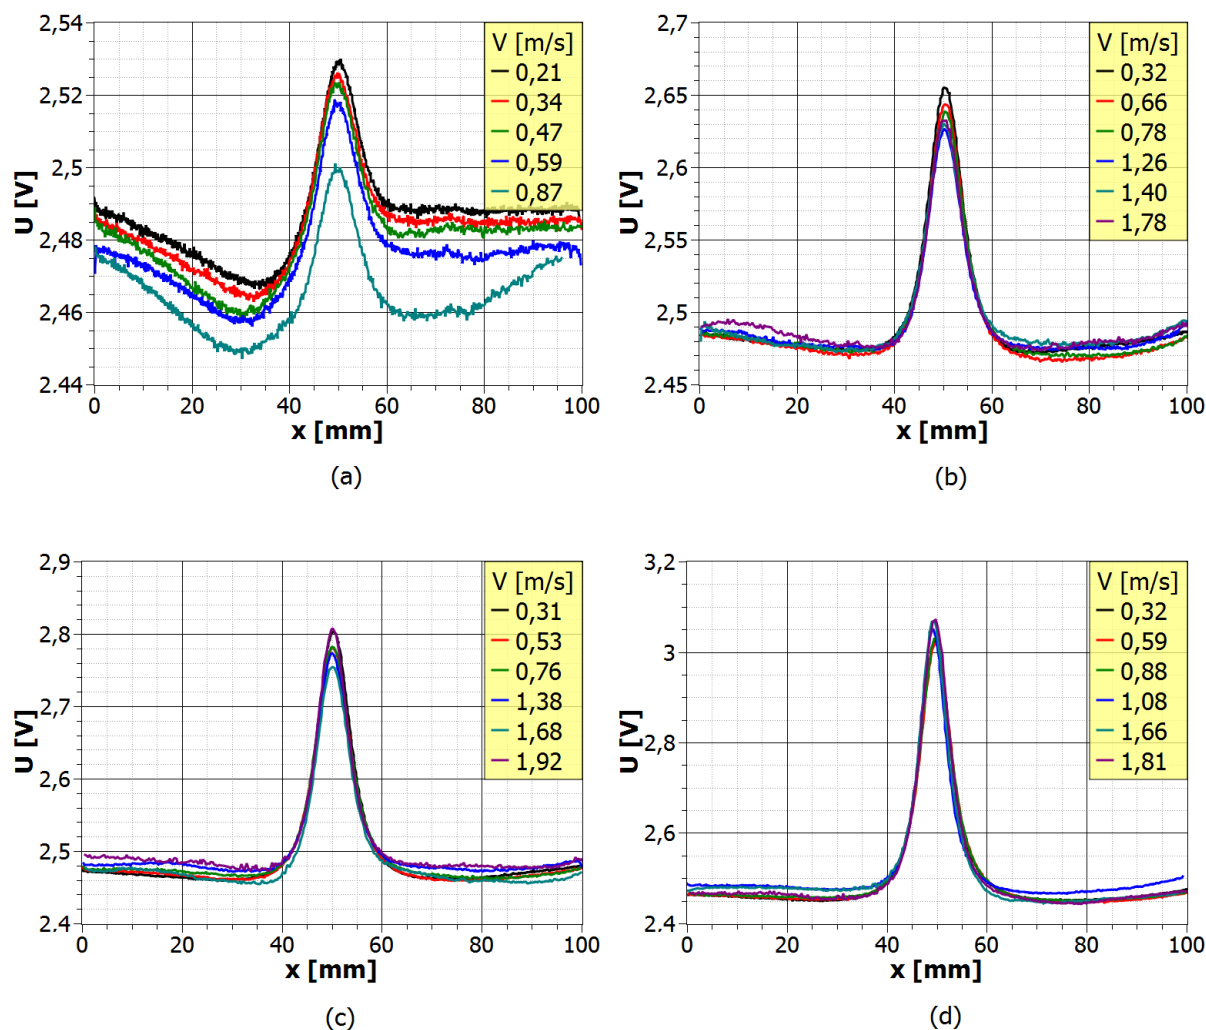 2,54
2,52
2,5
2,48
2,46
2,44
U [V]
0 20 40 60 80 100
x [mm]
V [m/s]
0,21
0,34
0,47
0,59
0,87
(a)
2,7
2,65
2,6
2,55
2,5
2,45
U [V]
0 20 40 60 80 100
x [mm]
V [m/s]
0,32
0,66
0,78
1,26
1,40
1,78
(b)
2,9
2,8
2,7
2,6
2,5
2,4
U [V]
0 20 40 60 80 100
x [mm]
V [m/s]
0,31
0,53
0,76
1,38
1,68
1,92
(c)
3,2
3
2,8
2,6
2,4
U [V]
0 20 40 60 80 100
x [mm]
V [m/s]
0,32
0,59
0,88
1,08
1,66
1,81
(d)